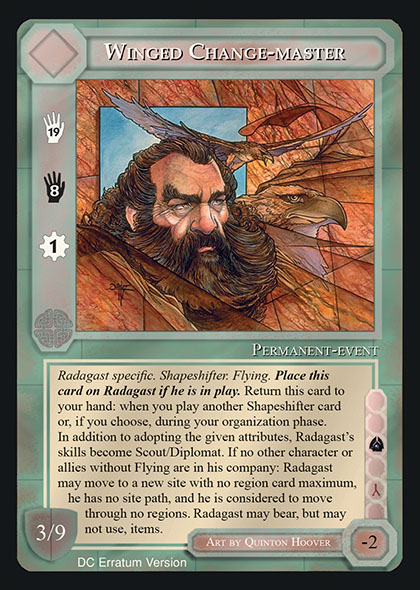 WINGED CHANGE-MASTER
19
8
1
PERMANENT-EVENT
Radagast specific. Shapeshifter. Flying. Place this
card on Radagast if he is in play. Return this card to
your hand: when you play another Shapeshifter card
or, if you choose, during your organization phase.
In addition to adopting the given attributes, Radagast's
skills become Scout/Diplomat. If no other character or
allies without Flying are in his company: Radagast
may move to a new site with no region card maximum,
he has no site path, and he is considered to move
through no regions. Radagast may bear, but may
not use, items.
3/9
ART BY QUINTON HOOVER
-2
DC Erratum Version